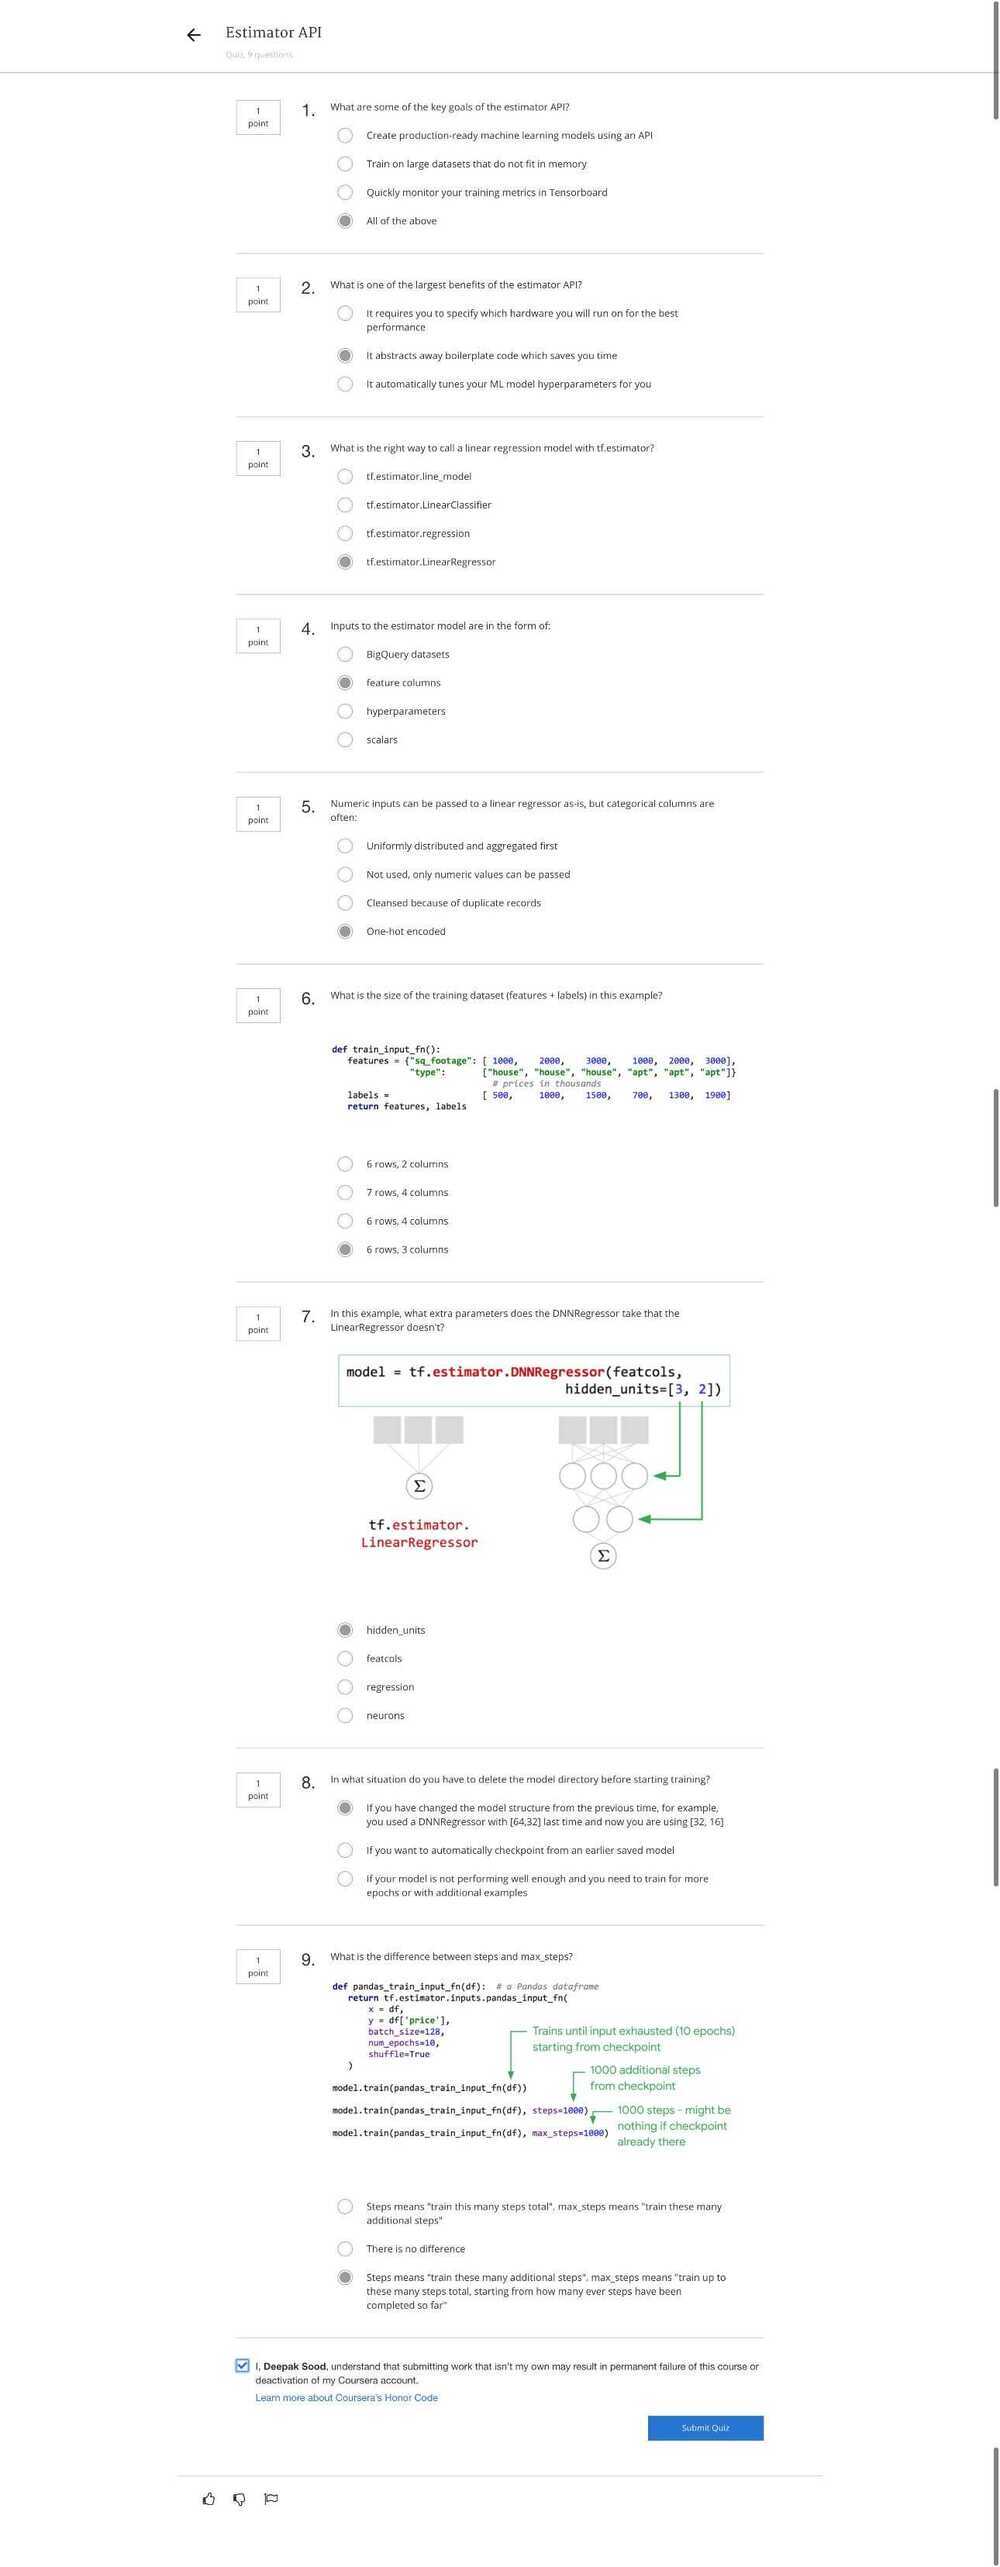 Estimator API
Quiz, 9 questions
1
point
1.
What are some of the key goals of the estimator API?
Create production-ready machine learning models using an API
Train on large datasets that do not fit in memory
Quickly monitor your training metrics in Tensorboard
All of the above
1
point
2.
What is one of the largest benefits of the estimator API?
It requires you to specify which hardware you will run on for the best
performance
It abstracts away boilerplate code which saves you time
It automatically tunes your ML model hyperparameters for you
1
point
3.
What is the right way to call a linear regression model with tf.estimator?
tf.estimator.line_model
tf.estimator.LinearClassifier
tf.estimator.regression
tf.estimator.LinearRegressor
1
point
4.
Inputs to the estimator model are in the form of:
BigQuery datasets
feature columns
hyperparameters
scalars
1
point
5.
Numeric inputs can be passed to a linear regressor as-is, but categorical columns are
often:
Uniformly distributed and aggregated first
Not used, only numeric values can be passed
Cleansed because of duplicate records
One-hot encoded
1
point
6.
What is the size of the training dataset (features + labels) in this example?
def train_input_fn():
features = {"sq_footage": [ 1000, 2000, 3000, 1000, 2000, 3000],
"type": ["house", "house", "house", "apt", "apt", "apt"]}
# prices in thousands
labels = [ 500, 1000, 1500, 700, 1300, 1900]
return features, labels
6 rows, 2 columns
7 rows, 4 columns
6 rows, 4 columns
6 rows, 3 columns
1
point
7.
In this example, what extra parameters does the DNNRegressor take that the
LinearRegressor doesn't?
model = tf.estimator.DNNRegressor(featcols,
hidden_units=[3, 2])
Σ
tf.estimator.
LinearRegressor
Σ
hidden_units
featcols
regression
neurons
1
point
8.
In what situation do you have to delete the model directory before starting training?
If you have changed the model structure from the previous time, for example,
you used a DNNRegressor with [64,32] last time and now you are using [32, 16]
If you want to automatically checkpoint from an earlier saved model
If your model is not performing well enough and you need to train for more
epochs or with additional examples
1
point
9.
What is the difference between steps and max_steps?
def pandas_train_input_fn(df): # a Pandas dataframe
return tf.estimator.inputs.pandas_input_fn(
x = df,
y = df['price'],
batch_size=128,
num_epochs=10,
shuffle=True
)
Trains until input exhausted (10 epochs)
starting from checkpoint
1000 additional steps
from checkpoint
model.train(pandas_train_input_fn(df))
model.train(pandas_train_input_fn(df), steps=1000)
1000 steps - might be
nothing if checkpoint
already there
model.train(pandas_train_input_fn(df), max_steps=1000)
Steps means "train this many steps total". max_steps means "train these many
additional steps"
There is no difference
Steps means "train these many additional steps". max_steps means "train up to
these many steps total, starting from how many ever steps have been
completed so far"
I, Deepak Sood, understand that submitting work that isn't my own may result in permanent failure of this course or
deactivation of my Coursera account.
Learn more about Coursera's Honor Code
Submit Quiz